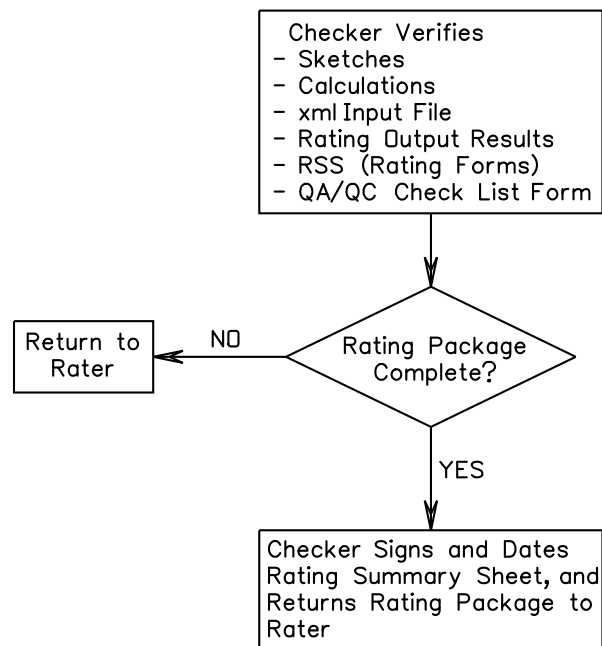 Checker Verifies
- Sketches
- Calculations
- xml Input File
- Rating Output Results
- RSS (Rating Forms)
- QA/QC Check List Form
NO
Return to
Rater
Rating Package
Complete?
YES
Checker Signs and Dates
Rating Summary Sheet, and
Returns Rating Package to
Rater